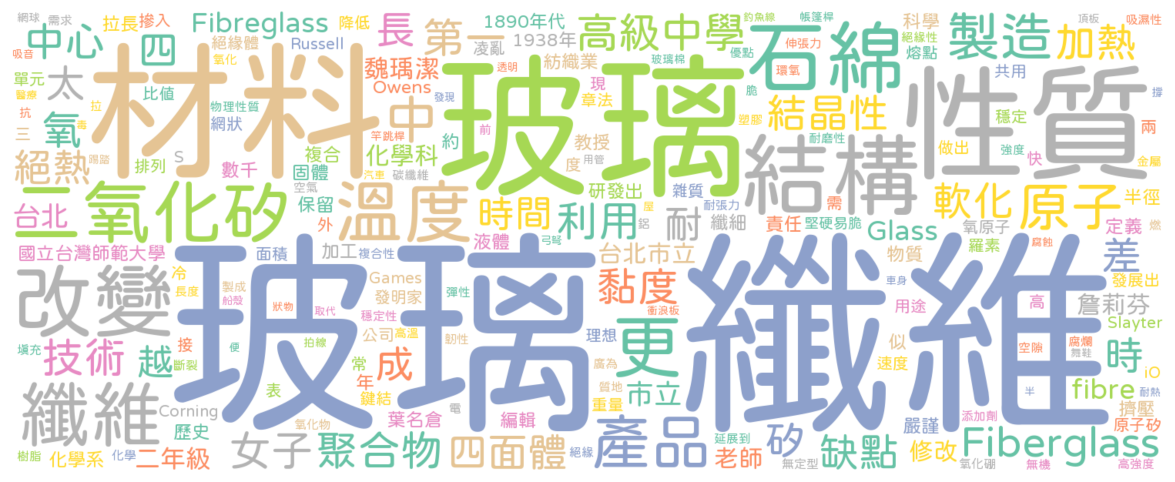 玻璃纖維
玻璃
材料
性質
結構
改變
纖維
二氧化矽
溫度
石綿
製造
高級中學
第一
長
四
中心
Fibreglass
拉長
摻入
降低
1890年代
1938年
凌亂
紡織業
網球
釣魚線
帳篷桿
伸張力
優點
玻璃棉
科學
絕緣性
熔點
頂板
吸濕性
加熱
吸音
單元
醫療
太
比值
絕緣體
氧化
Russell
魏瑀潔
Owens
透明
發現
現
環氧
章法
塑膠
脆
結晶性
共用
撐
抗
三
氧
物理性質
網狀
拉
毒
中
竿跳桿
前
約
教授
耐磨性
穩定
做出
強度
快
兩
金屬
絕熱
踢踏
排列
S
數千
複合
固體
空氣
保留
汽車
化學科
碳纖維
度
用管
研發出
雜質
台北
外
時間
利用
鋁
屋
耐
耐張力
纖細
需
責任
堅硬易脆
Glass
氧原子
軟化
原子
半徑
定義
燃
國立台灣師範大學
面積
加工
複合性
液體
弓弩
台北市立
物質
羅素
腐蝕
差
發展出
冷
長度
製成
船殼
狀物
取代
Games
發明家
彈性
衝浪板
黏度
車身
用途
高
詹莉芬
Slayter
技術
越
接
填充
斷裂
便
拍線
穩定性
公司
高溫
韌性
理想
更
似
速度
空隙
腐爛
舞鞋
時
iO
表
常
年
成
廣為
質地
重量
市立
半
fibre
耐熱
Corning
鍵結
電
歷史
氧化物
葉名倉
編輯
嚴謹
添加劑
擠壓
原子矽
樹脂
化學系
化學
二年級
女子
聚合物
絕緣
四面體
產品
延展到
老師
矽
無定型
缺點
修改
氧化硼
Fiberglass
無機
高強度
需求